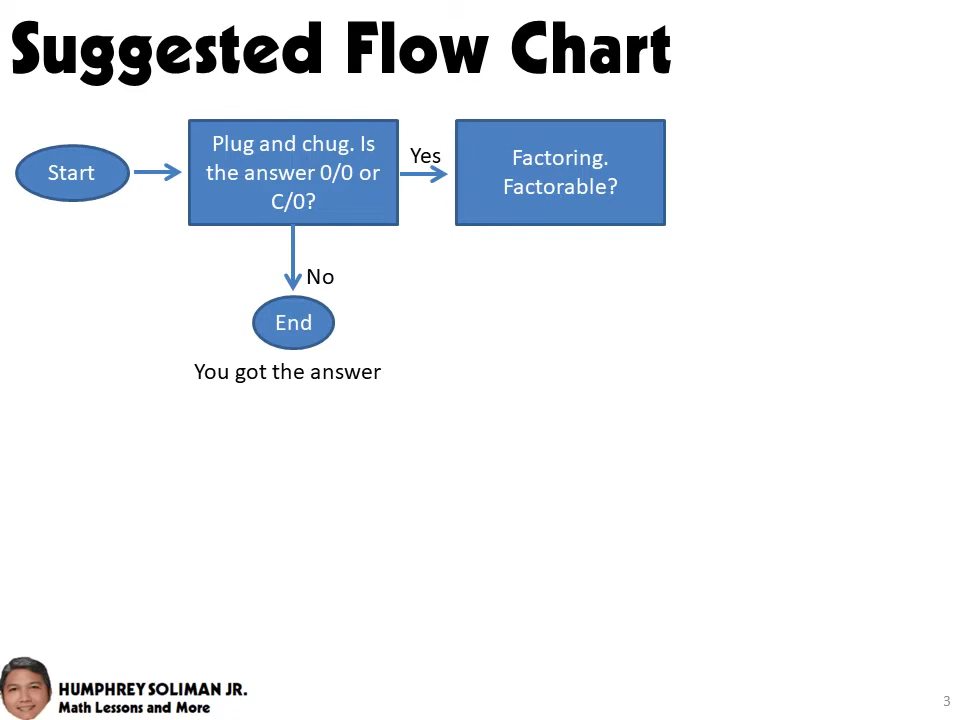 Suggested Flow Chart
Start
Plug and chug. Is
the answer 0/0 or
C/0?
Yes
Factoring.
Factorable?
No
End
You got the answer
HUMPHREY SOLIMAN JR.
Math Lessons and More
3